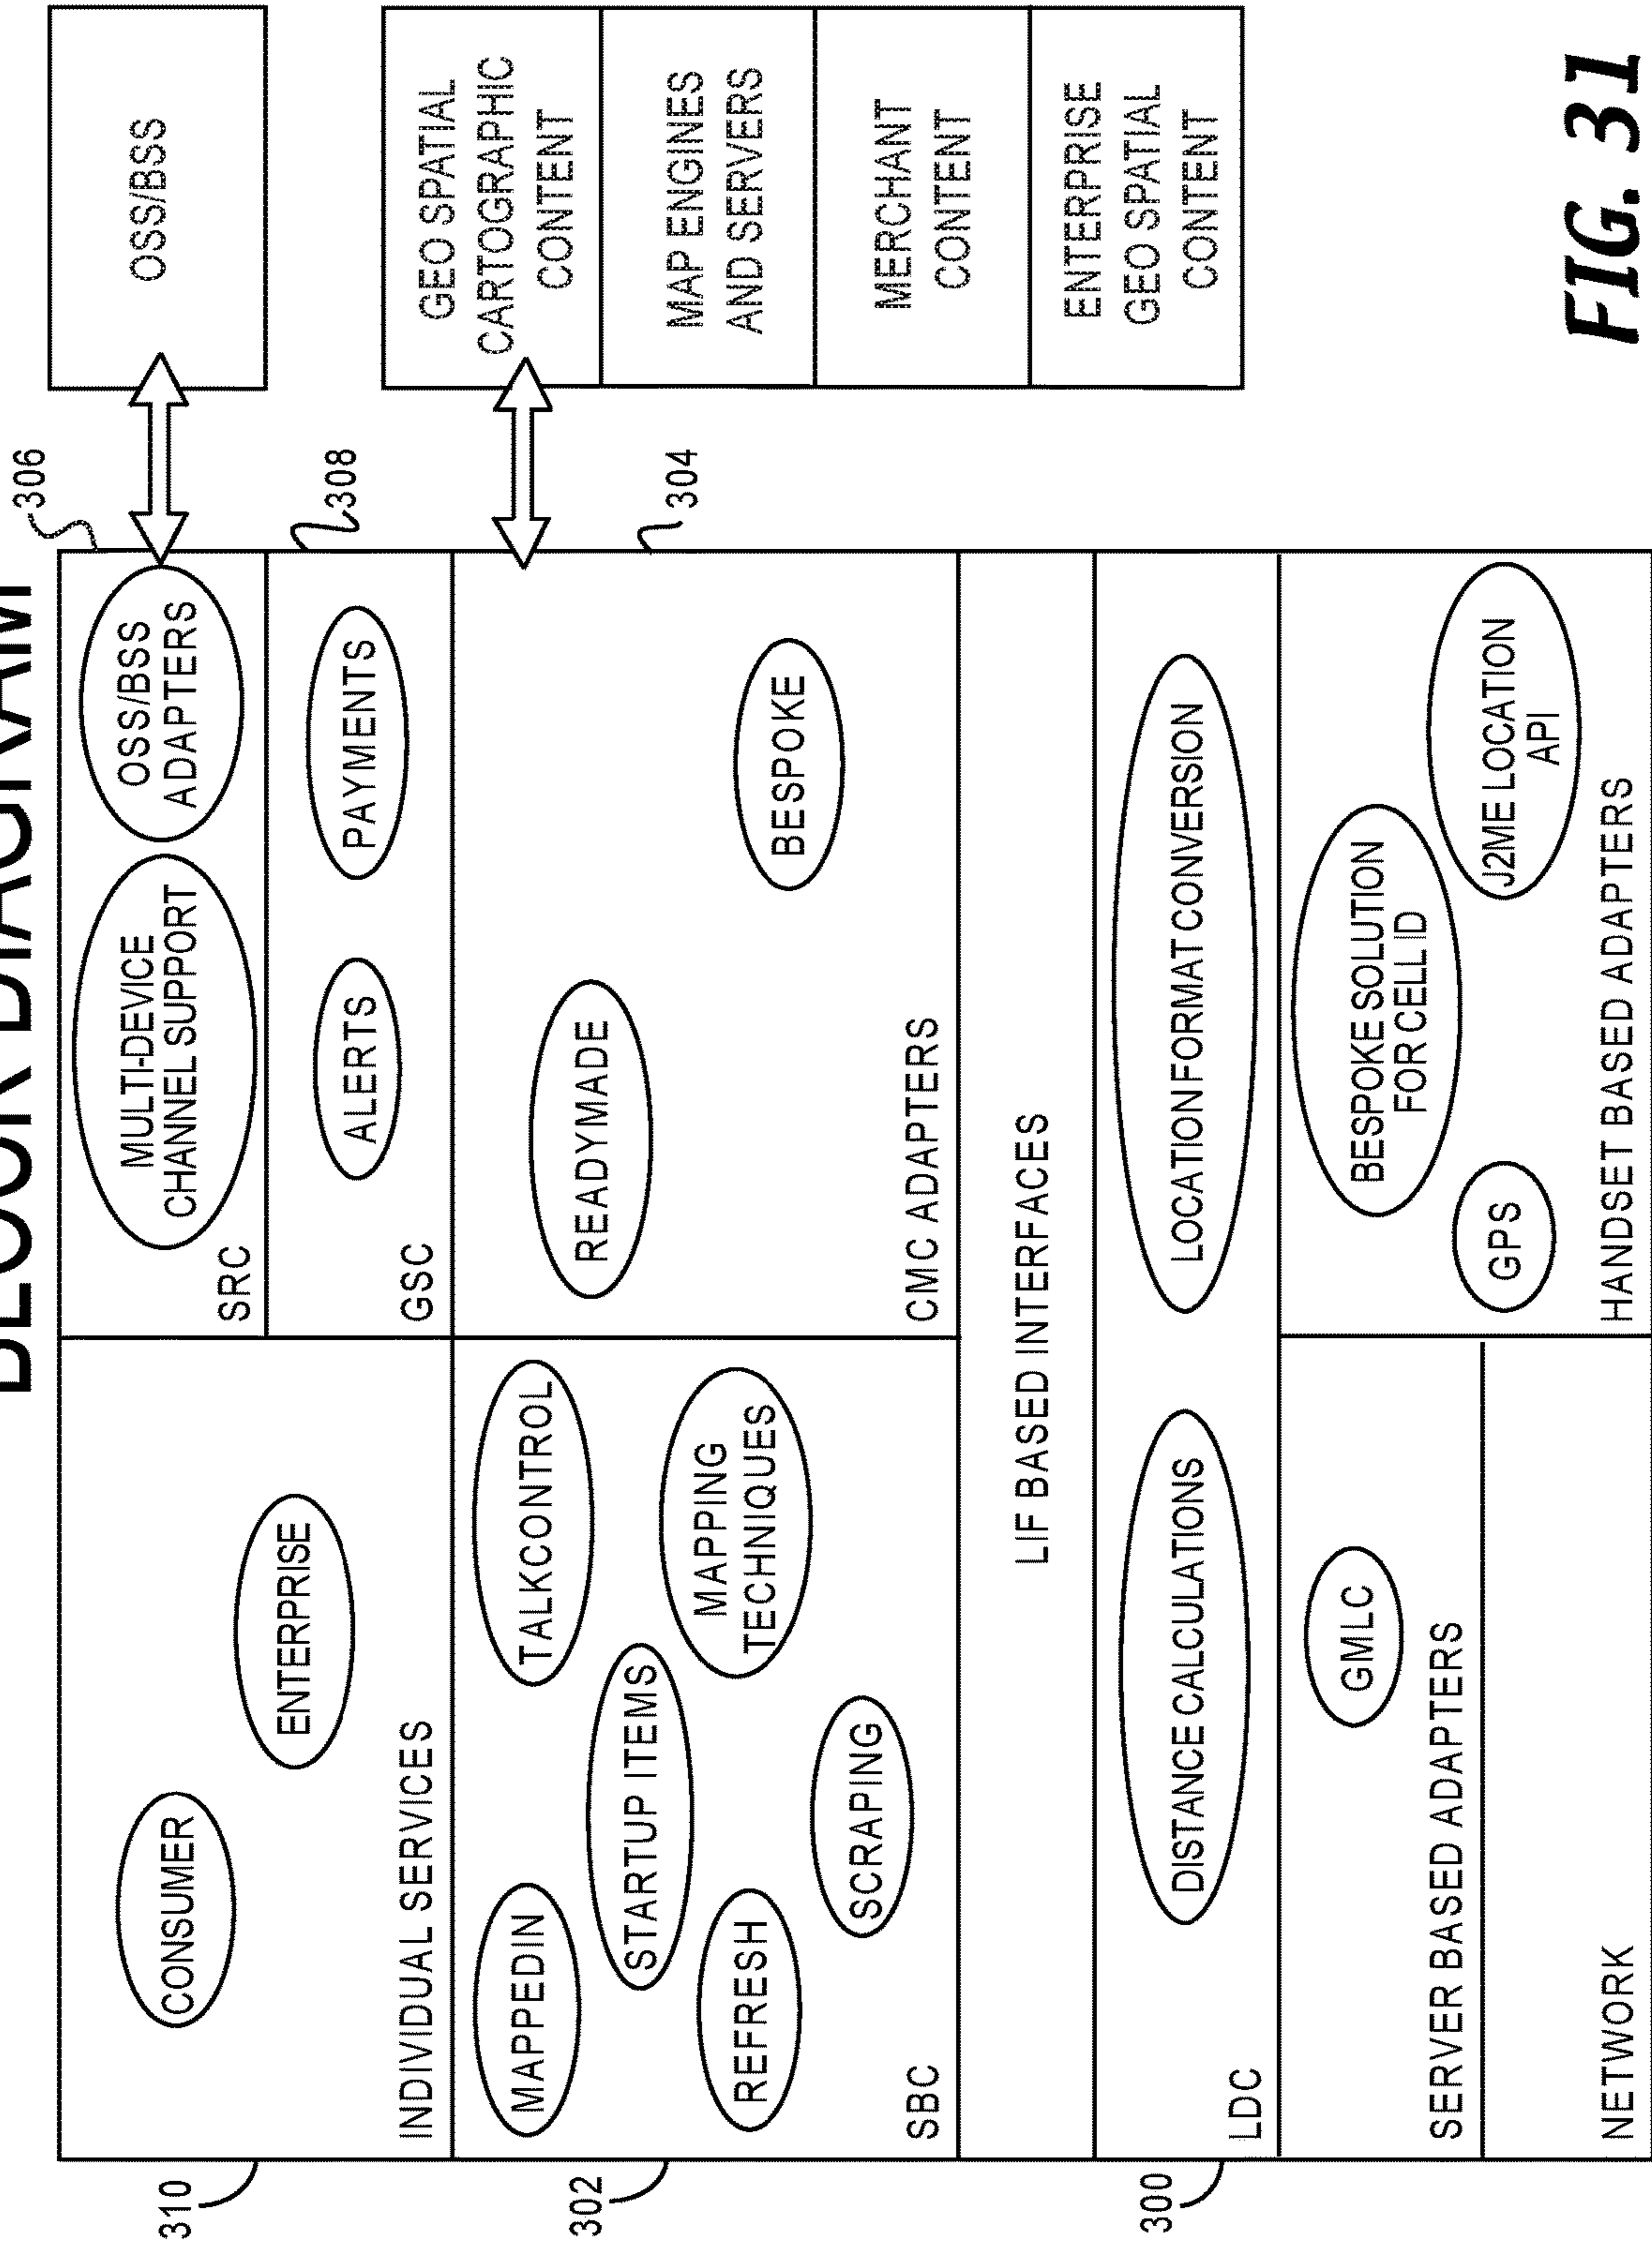 BLOCK DIAGRAM
310
CONSUMER
ENTERPRISE
INDIVIDUAL SERVICES
MULTI-DEVICE
CHANNEL SUPPORT
OSS/BSS
ADAPTERS
SRC
306
OSS/BSS
ALERTS
PAYMENTS
GSC
308
302
MAPPEDIN
TALKCONTROL
STARTUP ITEMS
REFRESH
MAPPING
TECHNIQUES
SCRAPING
SBC
READYMADE
BESPOKE
CMC ADAPTERS
304
GEO SPATIAL
CARTOGRAPHIC
CONTENT
MAP ENGINES
AND SERVERS
MERCHANT
CONTENT
ENTERPRISE
GEO SPATIAL
CONTENT
LIF BASED INTERFACES
300
DISTANCE CALCULATIONS
LOCATION FORMAT CONVERSION
LDC
GMLC
SERVER BASED ADAPTERS
NETWORK
BESPOKE SOLUTION
FOR CELL ID
GPS
J2ME LOCATION
API
HANDSET BASED ADAPTERS
FIG. 31